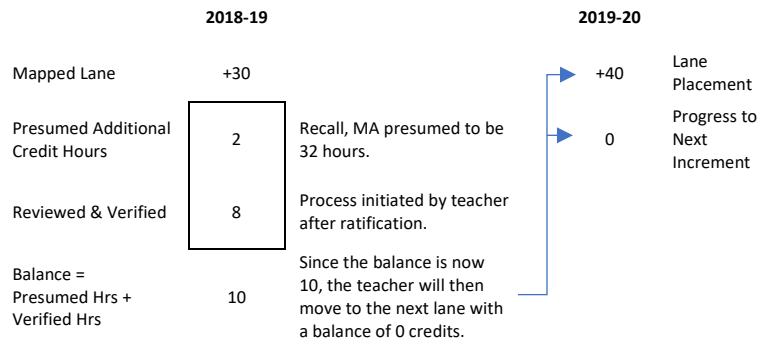 2018-19 2019-20
Mapped Lane +30 +40 Lane
Placement
Presumed Additional
Credit Hours
2
Recall, MA presumed to be
32 hours.
0
Progress to
Next
Increment
Reviewed & Verified 8
Process initiated by teacher
after ratification.
Balance =
Presumed Hrs +
Verified Hrs
10
Since the balance is now
10, the teacher will then
move to the next lane with
a balance of 0 credits.